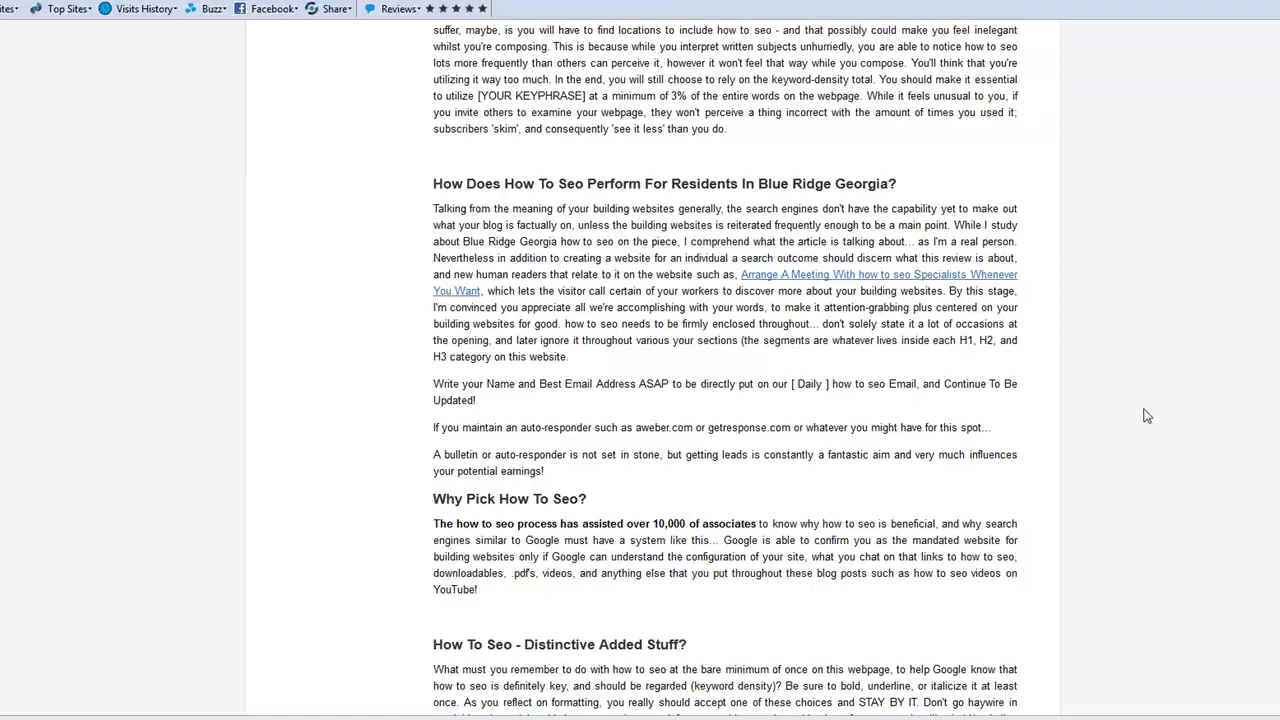 ites▾ Top Sites▾ Visits History▾ Buzz▾ Facebook▾ Share▾ Reviews▾ ★ ★ ★ ★ ★
suffer, maybe, is you will have to find locations to include how to seo - and that possibly could make you feel inelegant
whilst you're composing. This is because while you interpret written subjects unhurriedly, you are able to notice how to seo
lots more frequently than others can perceive it, however it won't feel that way while you compose. You'll think that you're
utilizing it way too much. In the end, you will still choose to rely on the keyword-density total. You should make it essential
to utilize [YOUR KEYPHRASE] at a minimum of 3% of the entire words on the webpage. While it feels unusual to you, if
you invite others to examine your webpage, they won't perceive a thing incorrect with the amount of times you used it;
subscribers 'skim', and consequently 'see it less' than you do.
How Does How To Seo Perform For Residents In Blue Ridge Georgia?
Talking from the meaning of your building websites generally, the search engines don't have the capability yet to make out
what your blog is factually on, unless the building websites is reiterated frequently enough to be a main point. While I study
about Blue Ridge Georgia how to seo on the piece, I comprehend what the article is talking about... as I'm a real person.
Nevertheless in addition to creating a website for an individual a search outcome should discern what this review is about,
and new human readers that relate to it on the website such as, Arrange A Meeting With how to seo Specialists Whenever
You Want, which lets the visitor call certain of your workers to discover more about your building websites. By this stage,
I'm convinced you appreciate all we're accomplishing with your words, to make it attention-grabbing plus centered on your
building websites for good. how to seo needs to be firmly enclosed throughout... don't solely state it a lot of occasions at
the opening, and later ignore it throughout various your sections (the segments are whatever lives inside each H1, H2, and
H3 category on this website.
Write your Name and Best Email Address ASAP to be directly put on our [ Daily ] how to seo Email, and Continue To Be
Updated!
If you maintain an auto-responder such as aweber.com or getresponse.com or whatever you might have for this spot...
A bulletin or auto-responder is not set in stone, but getting leads is constantly a fantastic aim and very much influences
your potential earnings!
Why Pick How To Seo?
The how to seo process has assisted over 10,000 of associates to know why how to seo is beneficial, and why search
engines similar to Google must have a system like this... Google is able to confirm you as the mandated website for
building websites only if Google can understand the configuration of your site, what you chat on that links to how to seo,
downloadables, .pdf's, videos, and anything else that you put throughout these blog posts such as how to seo videos on
YouTube!
How To Seo - Distinctive Added Stuff?
What must you remember to do with how to seo at the bare minimum of once on this webpage, to help Google know that
how to seo is definitely key, and should be regarded (keyword density)? Be sure to bold, underline, or italicize it at least
once. As you reflect on formatting, you really should accept one of these choices and STAY BY IT. Don't go haywire in